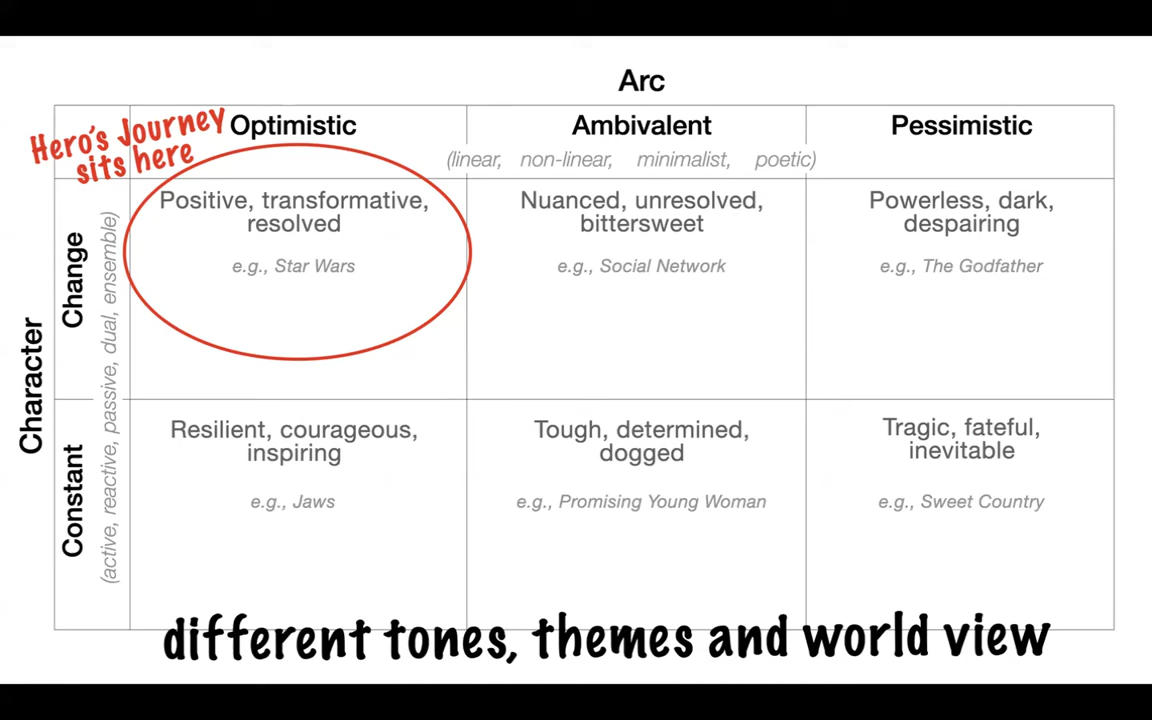 Arc
Hero's Journey
sits here
Optimistic
Ambivalent
Pessimistic
(linear, non-linear, minimalist, poetic)
Character
Change
(active, reactive, passive, dual, ensemble)
Positive, transformative,
resolved
e.g., Star Wars
Nuanced, unresolved,
bittersweet
e.g., Social Network
Powerless, dark,
despairing
e.g., The Godfather
Constant
Resilient, courageous,
inspiring
e.g., Jaws
Tough, determined,
dogged
e.g., Promising Young Woman
Tragic, fateful,
inevitable
e.g., Sweet Country
different tones, themes and world view